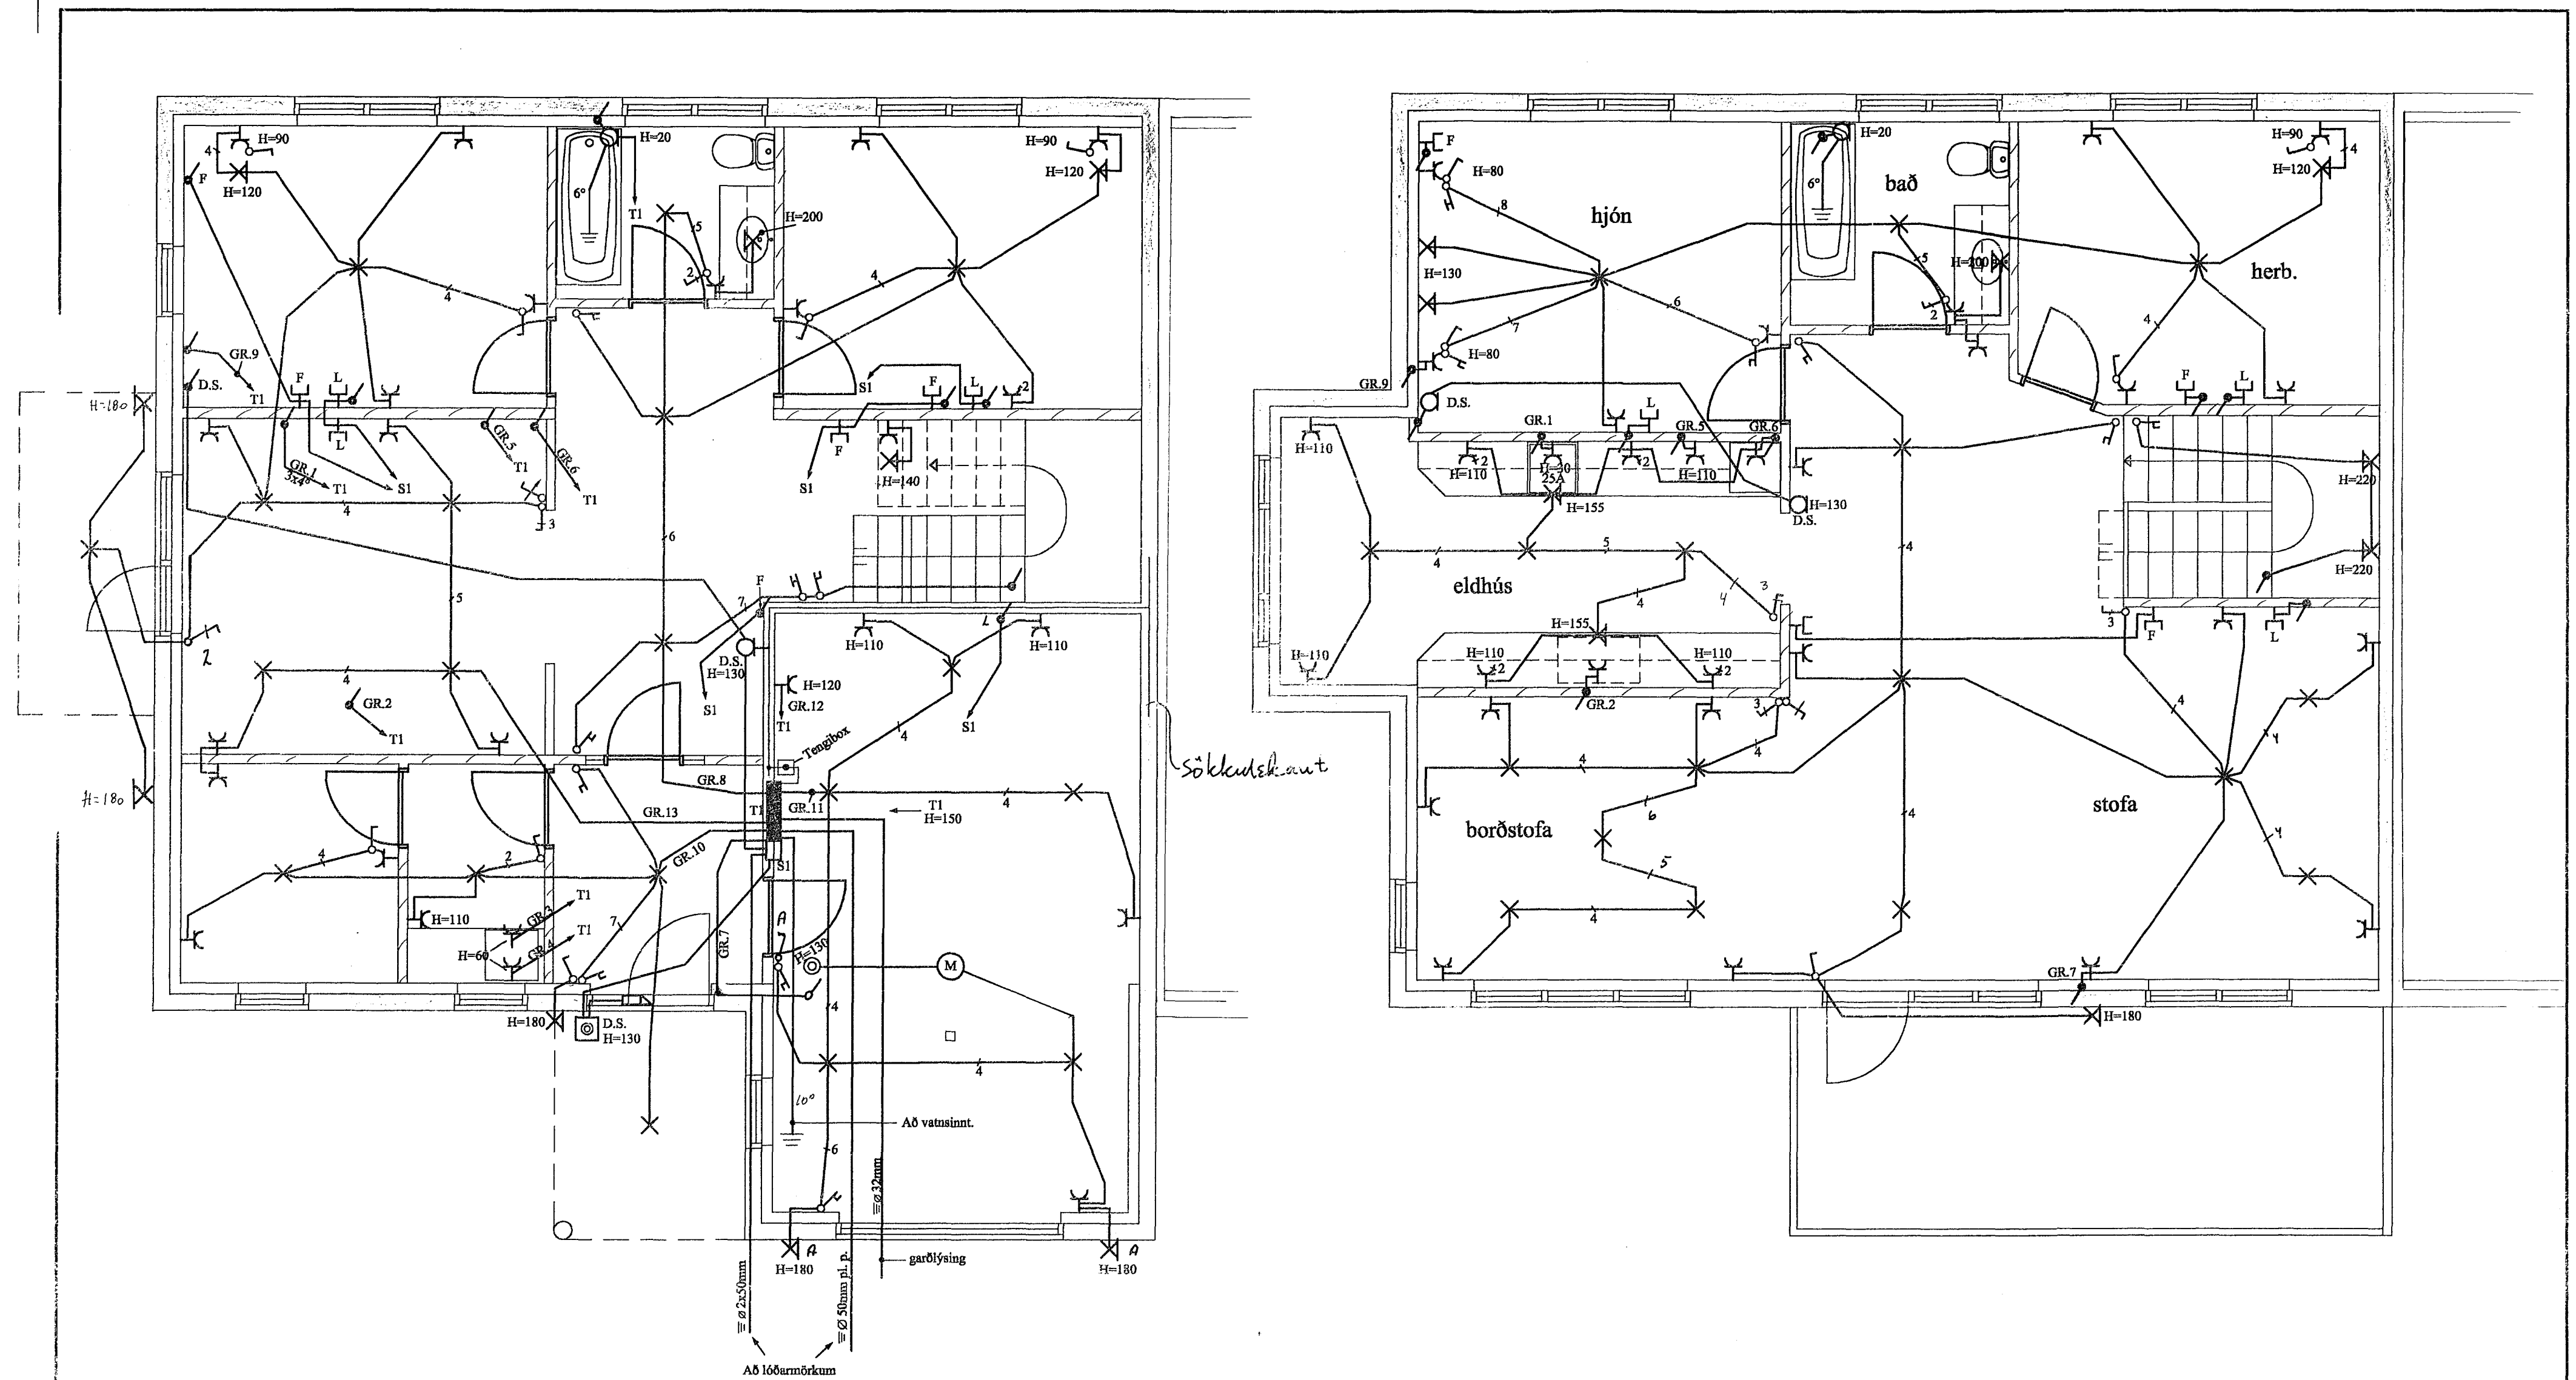 H=90
4
F
H=120
H=20
6°
T1
5
2
H=200
H=90
H=120
4
4
GR.9
T1
D.S.
F
L
S1
F
L
2
H=180
L
GR.1
3x4°
T1
S1
GR.5
T1
GR.6
T1
F
S1
H=140
4
3
6
5
F
7
2
D.S.
H=130
S1
H=110
H=110
L
S1
4
H=120
GR.12
T1
4
GR.2
T1
Tengibox
Sökkulskaut
H=180
GR.8
GR.13
T1
GR.11
4
T1
H=150
GR.10
S1
4
2
H=110
GR.3
T1
GR.4
T1
H=60
7
GR.7
A
H=130
M
4
4
H=180
D.S.
H=130
10°
Að vatnsinnt.
6
ø 32mm
A
H=180
A
H=180
garðlýsing
ø 2x50mm
Ø 50mm pl. p.
Að lóðarmörkum
F
H=80
8
hjón
H=130
7
H=80
6
GR.9
D.S.
H=20
6°
bað
H=200
5
2
H=90
4
H=120
herb.
4
F
L
GR.1
L
GR.5
GR.6
H=110
2
H=110
H=30
25A
2
H=110
H=155
H=130
D.S.
H=220
H=220
4
5
4
eldhús
4
4
3
H=155
H=110
H=110
2
H=110
2
GR.2
3
3
F
L
4
4
4
4
6
borðstofa
5
4
4
stofa
4
GR.7
H=180